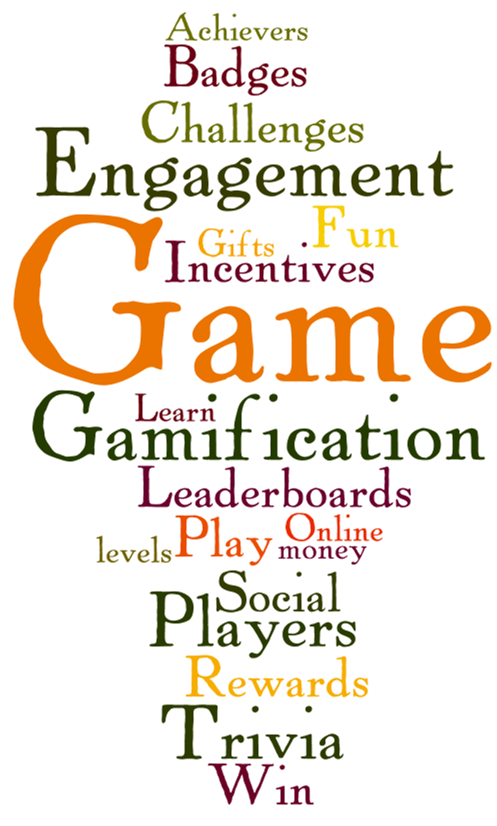 Achievers
Badges
Challenges
Engagement
Fun
Gifts
Incentives
Game
Learn
Gamification
Leaderboards
Online
Play
levels
money
Social
Players
Rewards
Trivia
Win